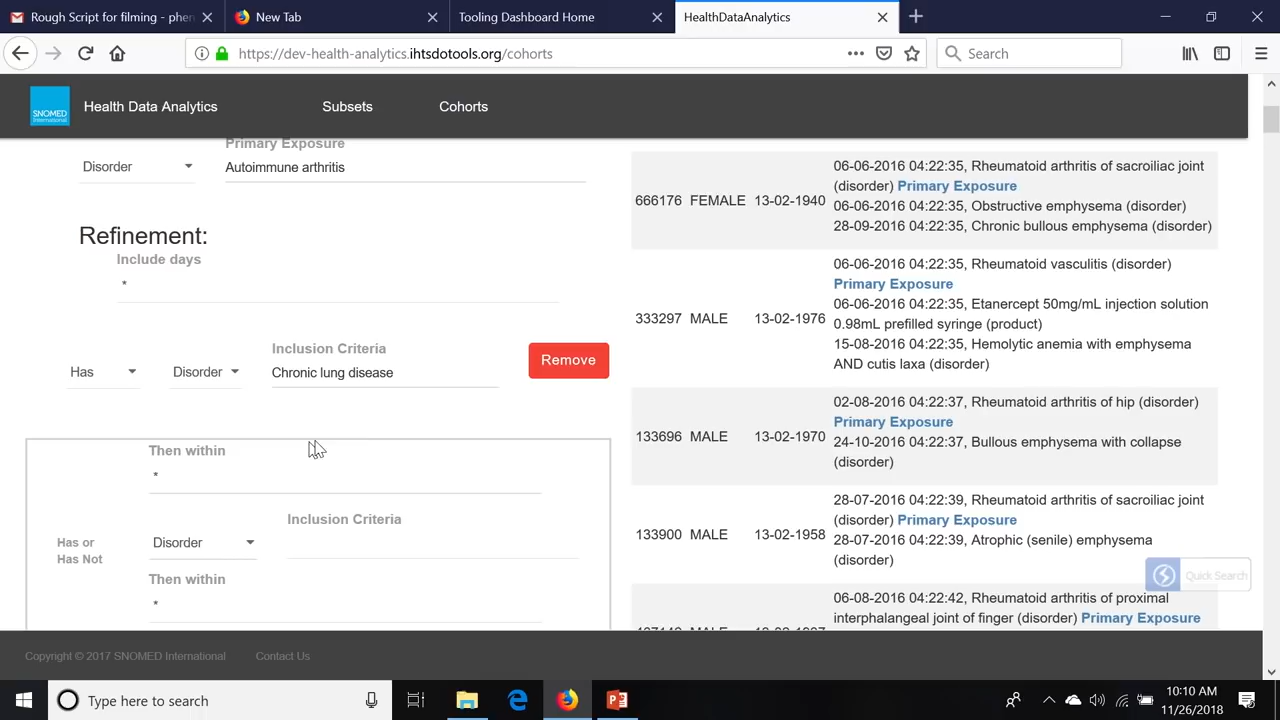 Rough Script for filming - phen
New Tab
Tooling Dashboard Home
HealthDataAnalytics
https://dev-health-analytics.ihtsdotools.org/cohorts
Search
SNOMED
International
Health Data Analytics
Subsets
Cohorts
Primary Exposure
Disorder
Autoimmune arthritis
Refinement:
Include days
*
Inclusion Criteria
Has
Disorder
Chronic lung disease
Remove
Then within
*
Inclusion Criteria
Has or
Has Not
Disorder
Then within
*
06-06-2016 04:22:35, Rheumatoid arthritis of sacroiliac joint
666176 FEMALE 13-02-1940 (disorder) Primary Exposure
06-06-2016 04:22:35, Obstructive emphysema (disorder)
28-09-2016 04:22:35, Chronic bullous emphysema (disorder)
06-06-2016 04:22:35, Rheumatoid vasculitis (disorder)
Primary Exposure
333297 MALE 13-02-1976 06-06-2016 04:22:35, Etanercept 50mg/mL injection solution
0.98mL prefilled syringe (product)
15-08-2016 04:22:35, Hemolytic anemia with emphysema
AND cutis laxa (disorder)
02-08-2016 04:22:37, Rheumatoid arthritis of hip (disorder)
133696 MALE 13-02-1970 Primary Exposure
24-10-2016 04:22:37, Bullous emphysema with collapse
(disorder)
28-07-2016 04:22:39, Rheumatoid arthritis of sacroiliac joint
133900 MALE 13-02-1958 (disorder) Primary Exposure
28-07-2016 04:22:39, Atrophic (senile) emphysema
(disorder)
Quick Search
06-08-2016 04:22:42, Rheumatoid arthritis of proximal
interphalangeal joint of finger (disorder) Primary Exposure
Copyright © 2017 SNOMED International
Contact Us
Type here to search
10:10 AM
11/26/2018